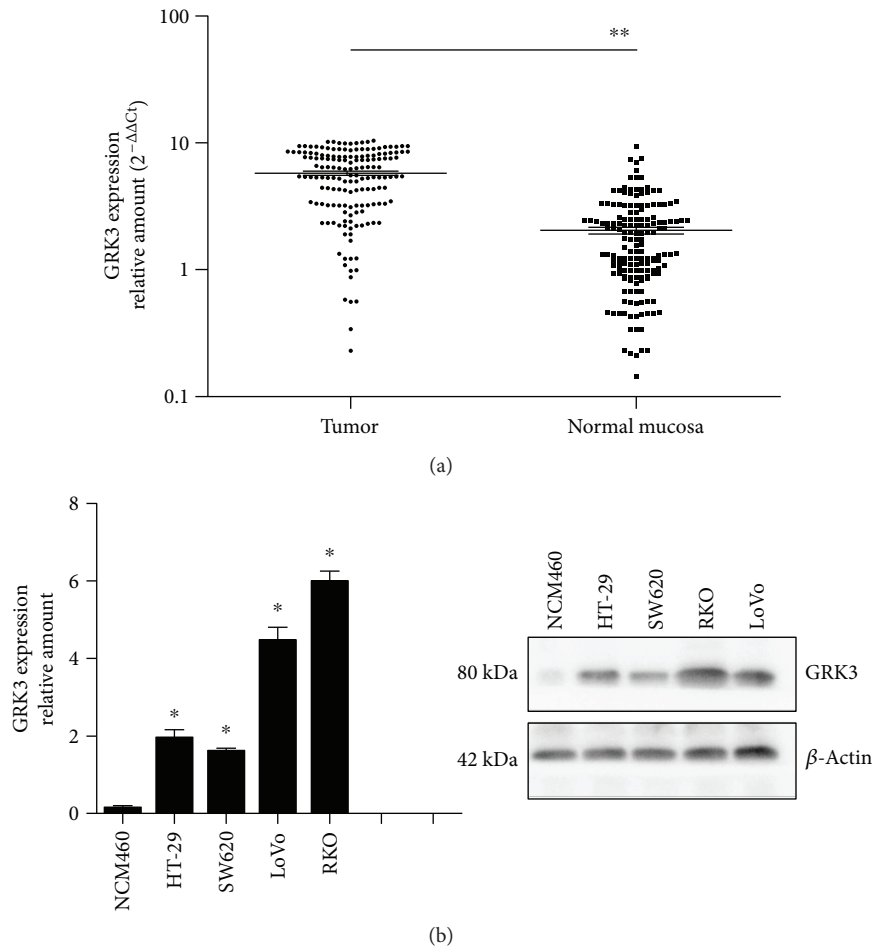 100
10
1
0.1
GRK3 expression
relative amount (2⁻ΔΔCt)
**
Tumor
Normal mucosa
(a)
8
6
4
2
0
GRK3 expression
relative amount
*
*
*
*
NCM460
HT-29
SW620
LoVo
RKO
NCM460
HT-29
SW620
RKO
LoVo
80 kDa
GRK3
42 kDa
β-Actin
(b)